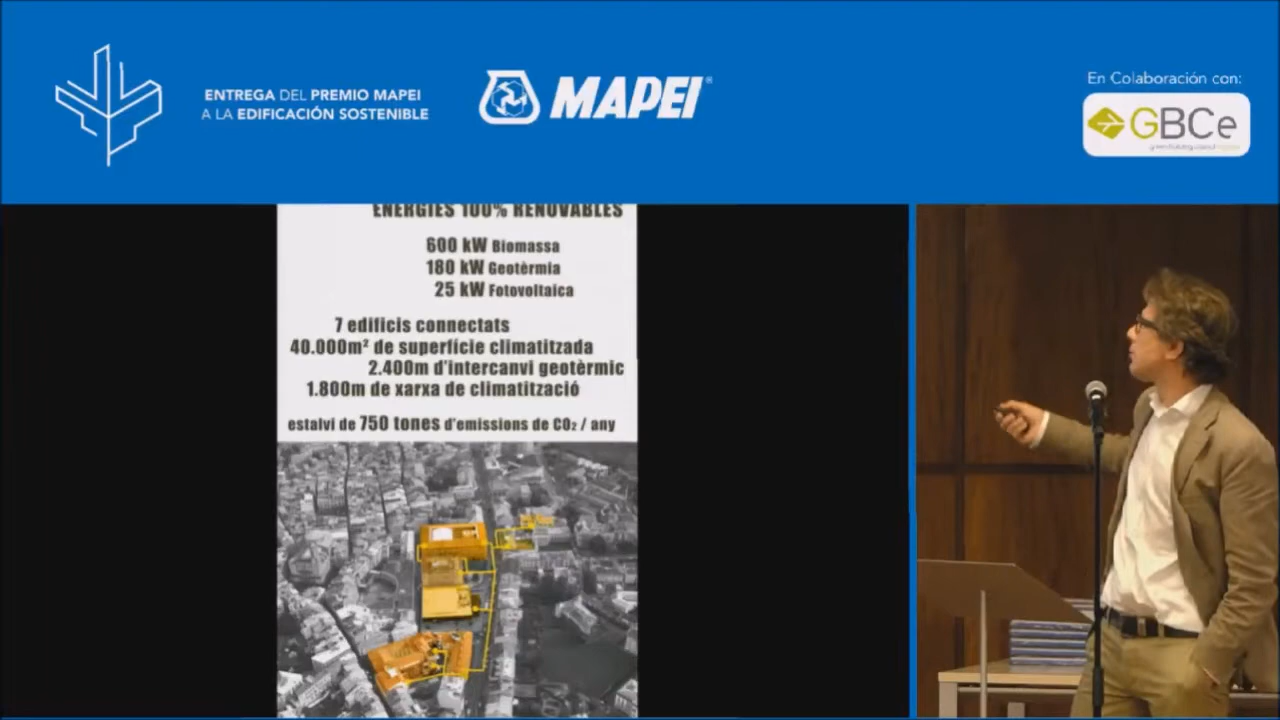 ENTREGA DEL PREMIO MAPEI
A LA EDIFICACIÓN SOSTENIBLE
MAPEI®
En Colaboración con:
GBCe
ENERGIES 100% RENOVABLES
600 kW Biomassa
180 kW Geotèrmia
25 kW Fotovoltaica
7 edificis connectats
40.000m² de superfície climatitzada
2.400m d'intercanvi geotèrmic
1.800m de xarxa de climatització
estalvi de 750 tones d'emissions de CO₂ / any